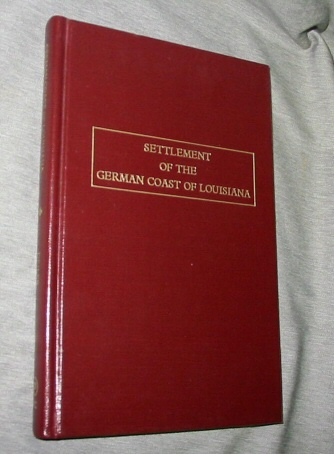 SETTLEMENT
OF THE
GERMAN COAST OF LOUISIANA